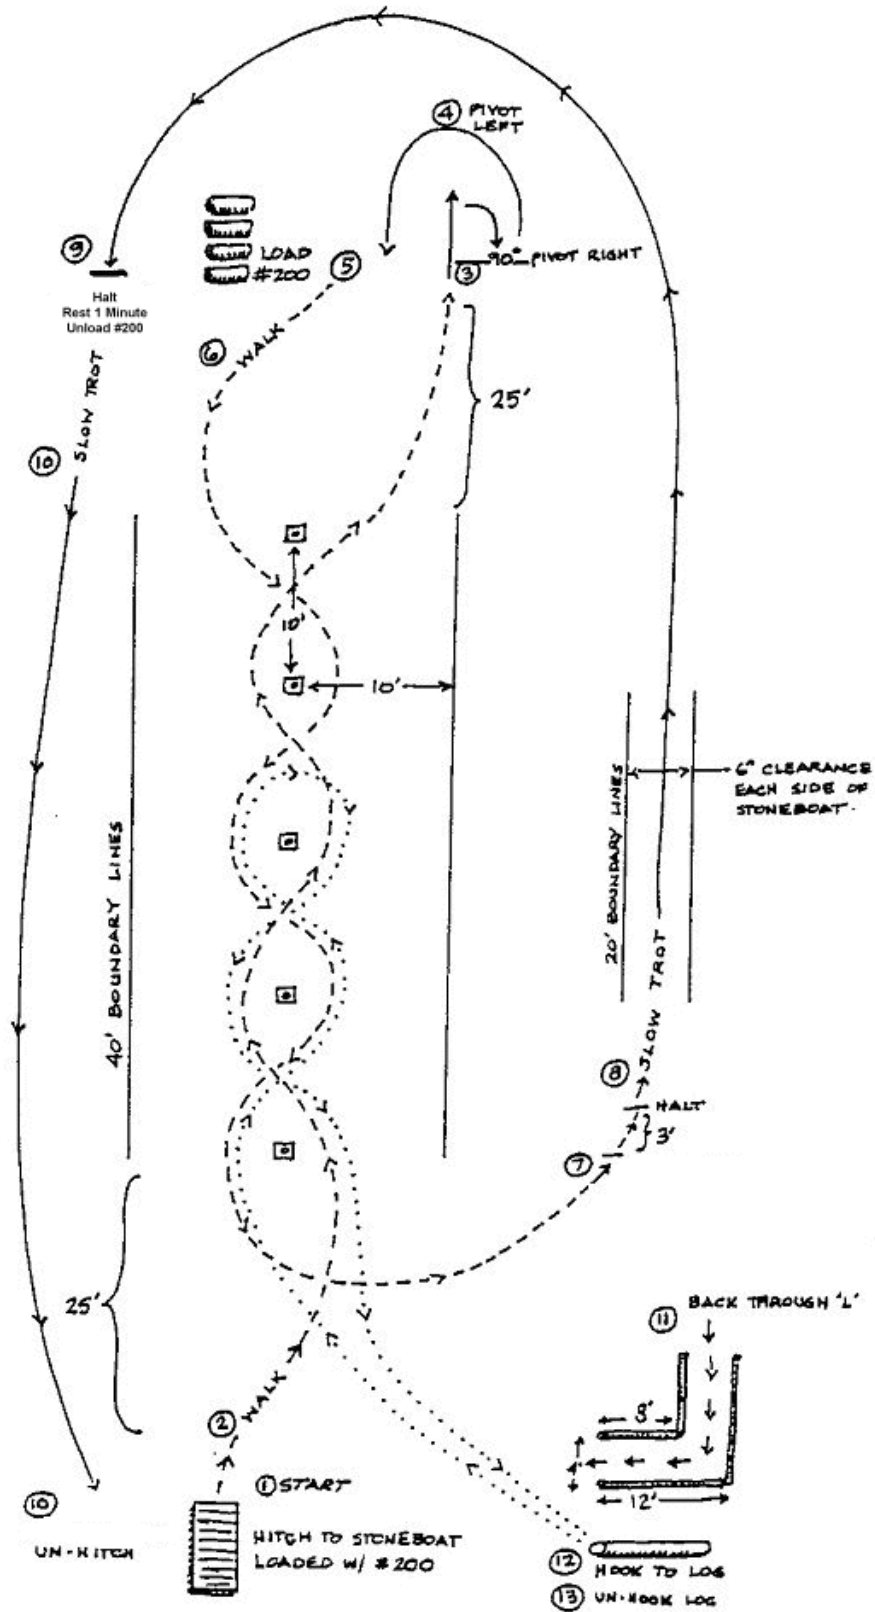 ④ PIVOT
LEFT
⑨
Halt
Rest 1 Minute
Unload #200
LOAD
#200
⑤
③
90°
PIVOT RIGHT
⑥ WALK
25'
⑩ SLOW TROT
10'
10'
40' BOUNDARY LINES
20' BOUNDARY LINES
6" CLEARANCE
EACH SIDE OF
STONEBOAT.
⑧ SLOW TROT
HALT
3'
⑦
25'
⑪ BACK THROUGH 'L'
8'
12'
② WALK
① START
HITCH TO STONEBOAT
LOADED W/ #200
⑩
UN-HITCH
⑫ HOOK TO LOG
⑬ UN-HOOK LOG